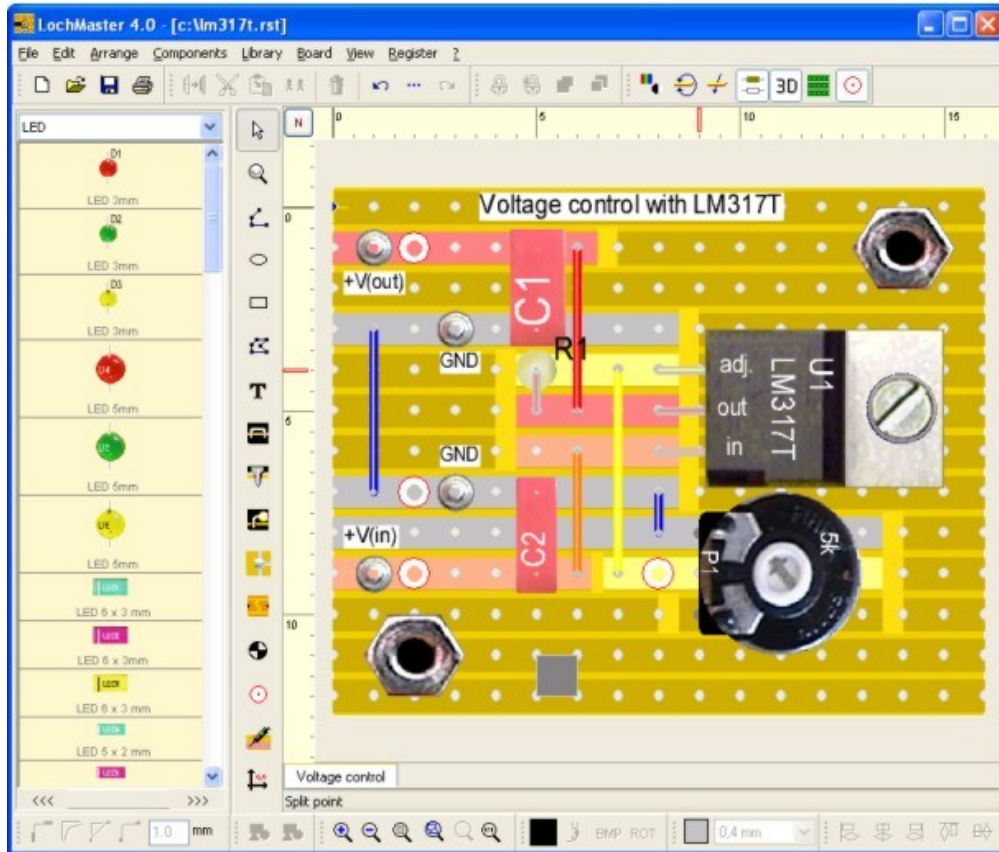 LochMaster 4.0 - [c:\lm317t.rst]
File Edit Arrange Components Library Board View Register ?
3D
LED
N
0 5 10 15
D1
LED 3mm
D2
LED 3mm
D3
LED 3mm
D4
LED 5mm
LED 5mm
LED 5mm
LED 6 x 3 mm
LED 6 x 3mm
LED 6 x 3 mm
LED 5 x 2 mm
<<< >>>
T
0
5
10
Voltage control with LM317T
+V(out)
C1
GND
R1
adj.
out
in
U1
LM317T
GND
+V(in)
C2
P1
5k
Voltage control
Split point
1.0 mm
BMP ROT
0,4 mm